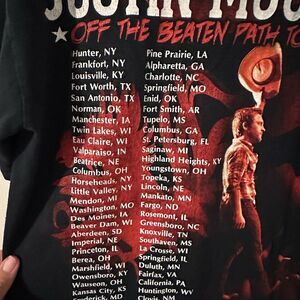 JUSTIN MOO
★ OFF THE BEATEN PATH TO
Hunter, NY
Frankfort, NY
Louisville, KY
Fort Worth, TX
San Antonio, TX
Norman, OK
Manchester, IA
Twin Lakes, WI
Eau Claire, WI
Valparaiso, IN
Beatrice, NE
Columbus, OH
Horseheads, NY
Little Valley, NY
Mendon, MI
Washington, MO
Des Moines, IA
Beaver Dam, WI
Aberdeen, SD
Imperial, NE
Princeton, IL
Berea, OH
Marshfield, WI
Owensboro, KY
Wauseon, OH
Kansas City, KS
Frederick, MD
Pine Prairie, LA
Alpharetta, GA
Charlotte, NC
Springfield, MO
Enid, OK
Fort Smith, AR
Tupelo, MS
Columbus, GA
St. Petersburg, FL
Saginaw, MI
Highland Heights, KY
Youngstown, OH
Topeka, KS
Lincoln, NE
Mankato, MN
Fargo, ND
Rosemont, IL
Greensboro, NC
Knoxville, TN
Southaven, MS
La Crosse, WI
Springfield, IL
Duluth, MN
Fairfax, VA
California, PA
Huntington, WV
Clovis, NM